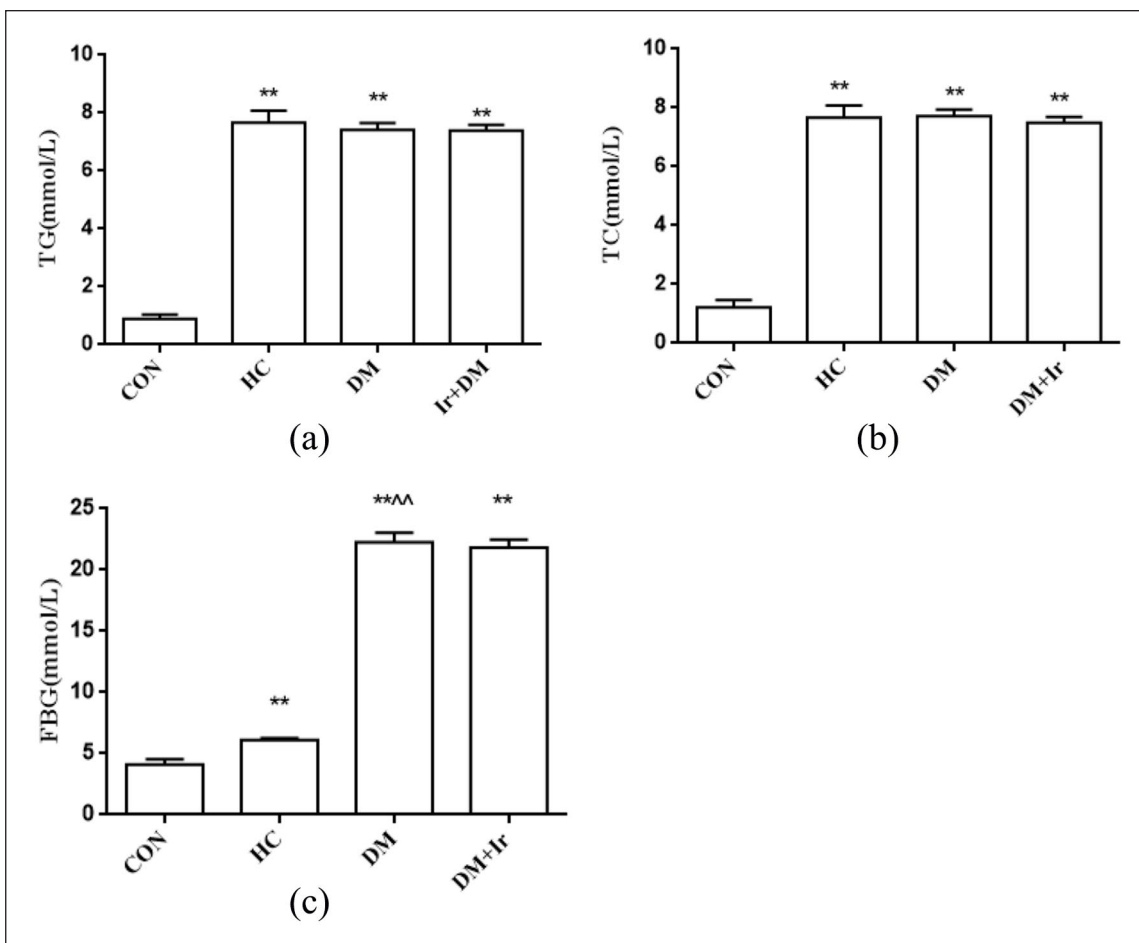 10
8
6
4
2
0
TG(mmol/L)
** ** **
CON HC DM Ir+DM
(a)
10
8
6
4
2
0
TC(mmol/L)
** ** **
CON HC DM DM+Ir
(b)
25
20
15
10
5
0
FBG(mmol/L)
** **^^ **
CON HC DM DM+Ir
(c)